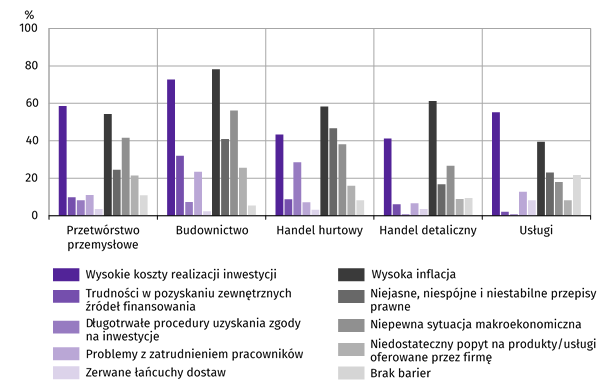 %
100
80
60
40
20
0
Przetwórstwo
przemysłowe
Budownictwo
Handel hurtowy
Handel detaliczny
Usługi
Wysokie koszty realizacji inwestycji
Trudności w pozyskaniu zewnętrznych
źródeł finansowania
Długotrwałe procedury uzyskania zgody
na inwestycje
Problemy z zatrudnieniem pracowników
Zerwane łańcuchy dostaw
Wysoka inflacja
Niejasne, niespójne i niestabilne przepisy
prawne
Niepewna sytuacja makroekonomiczna
Niedostateczny popyt na produkty/usługi
oferowane przez firmę
Brak barier